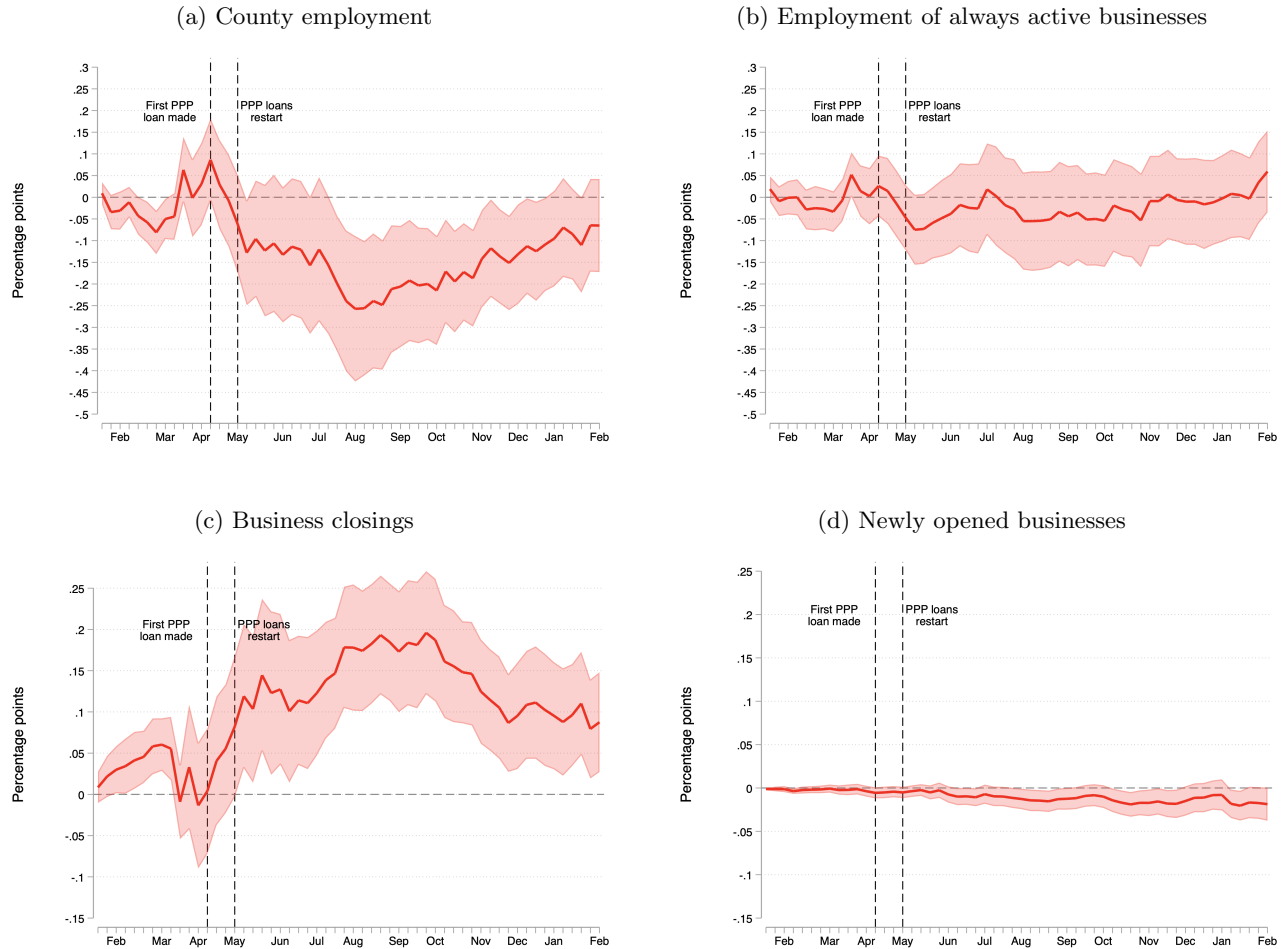 (a) County employment
Percentage points
.3
.25
.2
.15
.1
.05
0
-.05
-.1
-.15
-.2
-.25
-.3
-.35
-.4
-.45
-.5
First PPP
loan made
PPP loans
restart
Feb Mar Apr May Jun Jul Aug Sep Oct Nov Dec Jan Feb
(b) Employment of always active businesses
Percentage points
.3
.25
.2
.15
.1
.05
0
-.05
-.1
-.15
-.2
-.25
-.3
-.35
-.4
-.45
-.5
First PPP
loan made
PPP loans
restart
Feb Mar Apr May Jun Jul Aug Sep Oct Nov Dec Jan Feb
(c) Business closings
Percentage points
.25
.2
.15
.1
.05
0
-.05
-.1
-.15
First PPP
loan made
PPP loans
restart
Feb Mar Apr May Jun Jul Aug Sep Oct Nov Dec Jan Feb
(d) Newly opened businesses
Percentage points
.25
.2
.15
.1
.05
0
-.05
-.1
-.15
First PPP
loan made
PPP loans
restart
Feb Mar Apr May Jun Jul Aug Sep Oct Nov Dec Jan Feb